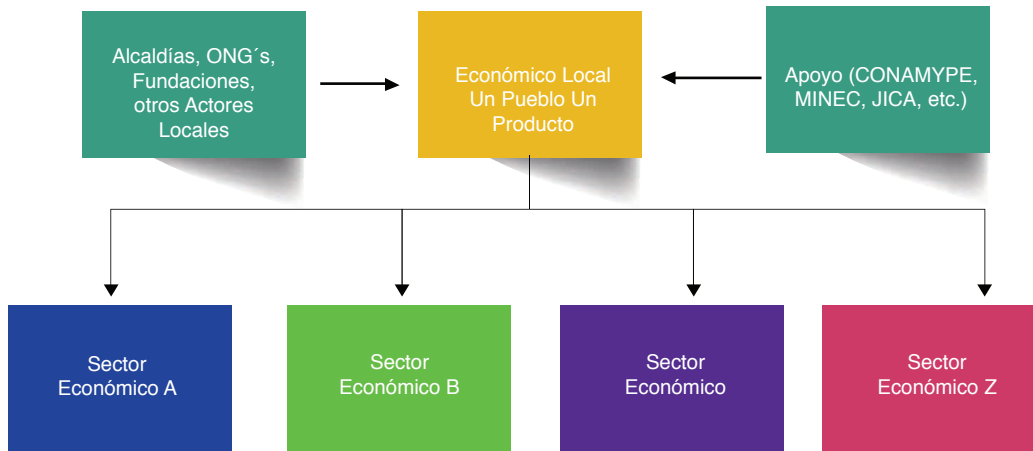 Alcaldías, ONG´s,
Fundaciones,
otros Actores
Locales
Económico Local
Un Pueblo Un
Producto
Apoyo (CONAMYPE,
MINEC, JICA, etc.)
Sector
Económico A
Sector
Económico B
Sector
Económico
Sector
Económico Z